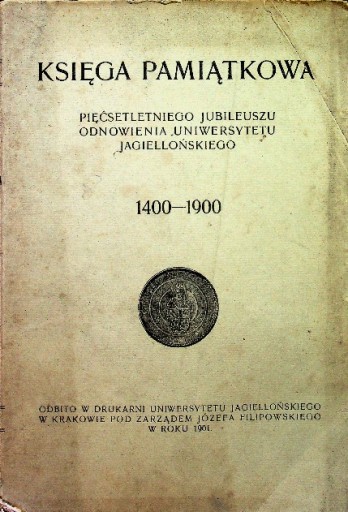 KSIĘGA PAMIĄTKOWA
PIĘĆSETLETNIEGO JUBILEUSZU
ODNOWIENIA UNIWERSYTETU
JAGIELLOŃSKIEGO
1400—1900
ODBITO W DRUKARNI UNIWERSYTETU JAGIELLOŃSKIEGO
W KRAKOWIE POD ZARZĄDEM JÓZEFA FILIPOWSKIEGO
W ROKU 1901.